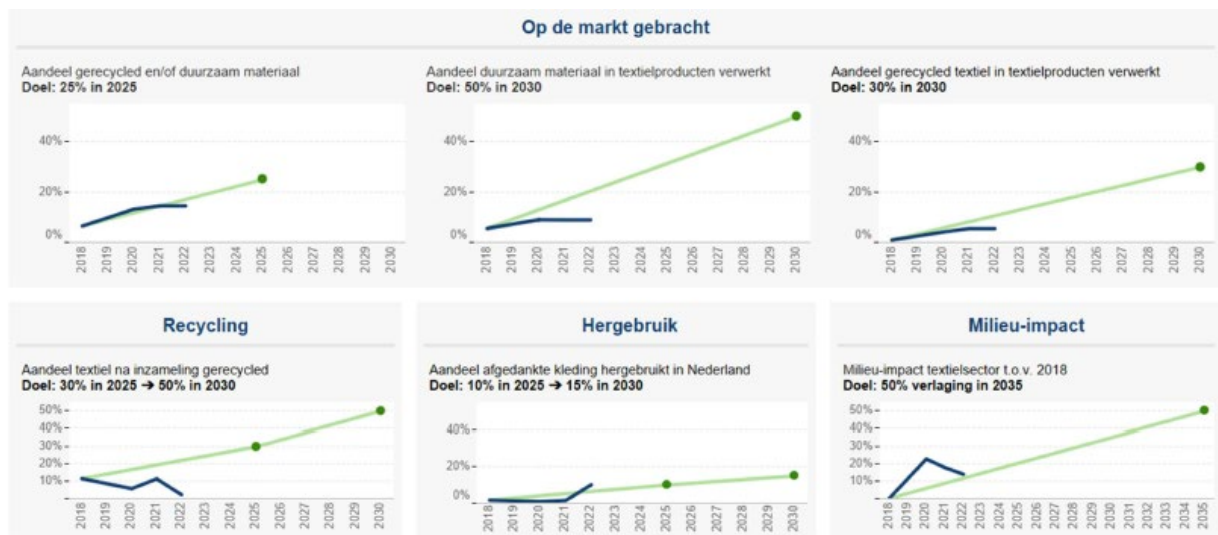 Op de markt gebracht
Aandeel gerecycled en/of duurzaam materiaal
Doel: 25% in 2025
40%
20%
0%
2018 2019 2020 2021 2022 2023 2024 2025 2026 2027 2028 2029 2030
Aandeel duurzaam materiaal in textielproducten verwerkt
Doel: 50% in 2030
40%
20%
0%
2018 2019 2020 2021 2022 2023 2024 2025 2026 2027 2028 2029 2030
Aandeel gerecycled textiel in textielproducten verwerkt
Doel: 30% in 2030
40%
20%
0%
2018 2019 2020 2021 2022 2023 2024 2025 2026 2027 2028 2029 2030
Recycling
Aandeel textiel na inzameling gerecycled
Doel: 30% in 2025 ➔ 50% in 2030
50%
40%
30%
20%
10%
2018 2019 2020 2021 2022 2023 2024 2025 2026 2027 2028 2029 2030
Hergebruik
Aandeel afgedankte kleding hergebruikt in Nederland
Doel: 10% in 2025 ➔ 15% in 2030
40%
20%
0%
2018 2019 2020 2021 2022 2023 2024 2025 2026 2027 2028 2029 2030
Milieu-impact
Milieu-impact textielsector t.o.v. 2018
Doel: 50% verlaging in 2035
50%
40%
30%
20%
10%
2018 2019 2020 2021 2022 2023 2024 2025 2026 2027 2028 2029 2030 2031 2032 2033 2034 2035